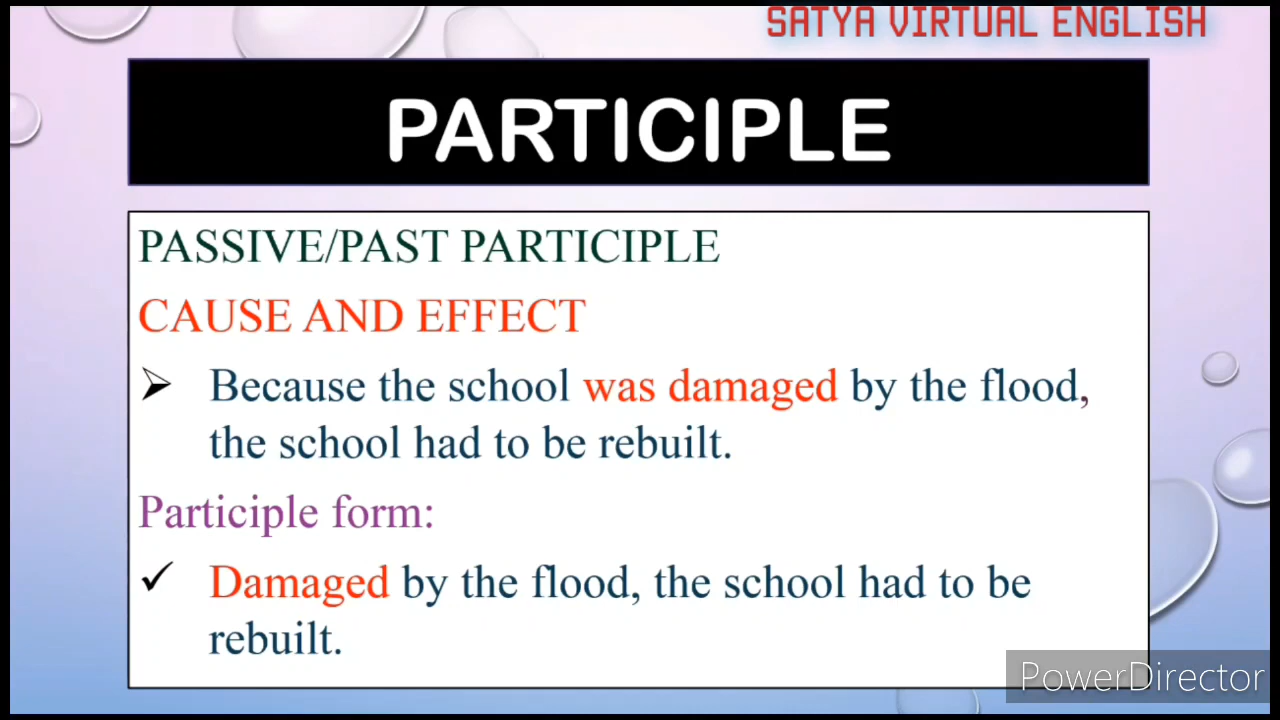 SATYA VIRTUAL ENGLISH
PARTICIPLE
PASSIVE/PAST PARTICIPLE
CAUSE AND EFFECT
➢ Because the school was damaged by the flood,
the school had to be rebuilt.
Participle form:
✓ Damaged by the flood, the school had to be
rebuilt.
PowerDirector